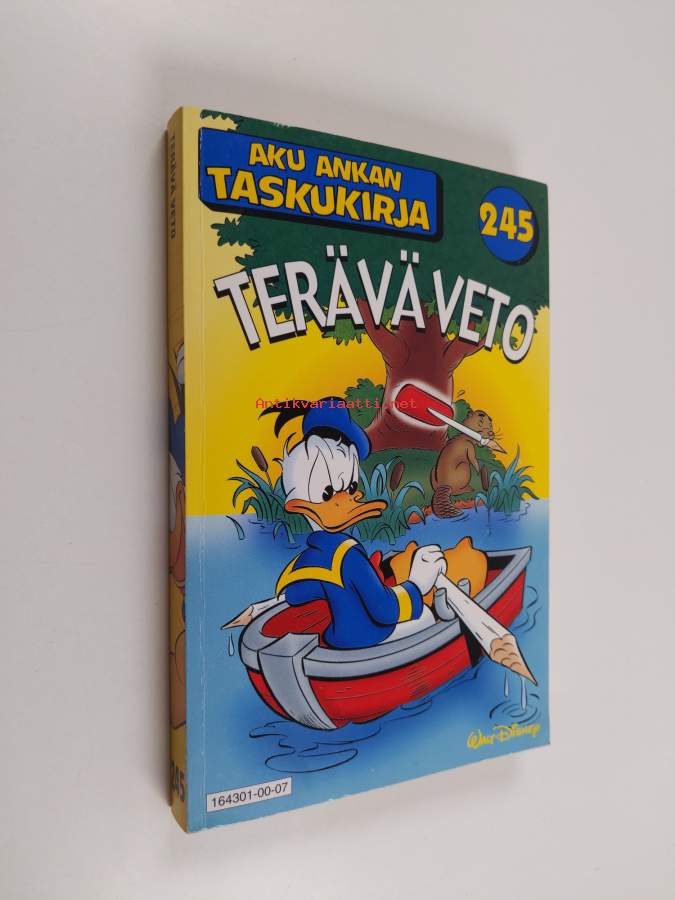 AKU ANKAN
TASKUKIRJA
245
TERÄVÄ VETO
Antikvariaatti.net
Walt Disney
164301-00-07
TERÄVÄ VETO
245